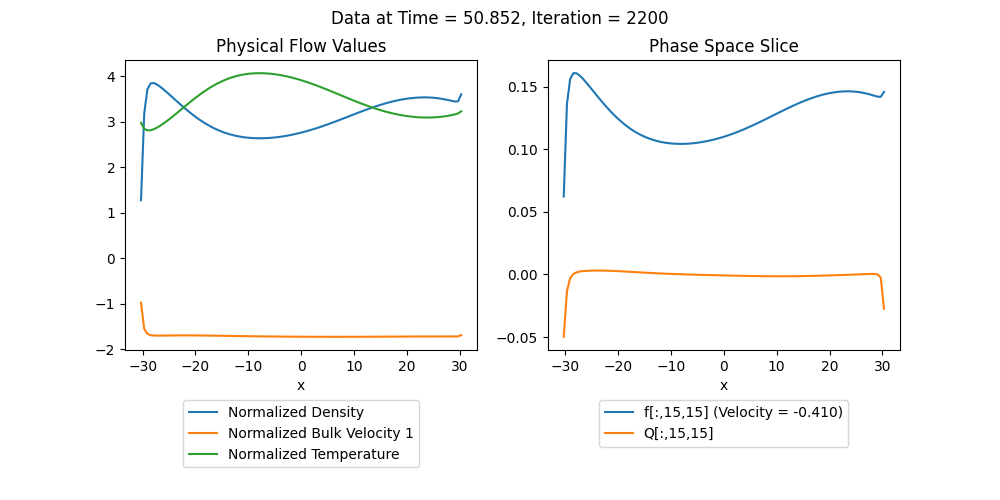 Data at Time = 50.852, Iteration = 2200
Physical Flow Values
4
3
2
1
0
−1
−2
−30
−20
−10
0
10
20
30
x
Normalized Density
Normalized Bulk Velocity 1
Normalized Temperature
Phase Space Slice
0.15
0.10
0.05
0.00
−0.05
−30
−20
−10
0
10
20
30
x
f[:,15,15] (Velocity = -0.410)
Q[:,15,15]